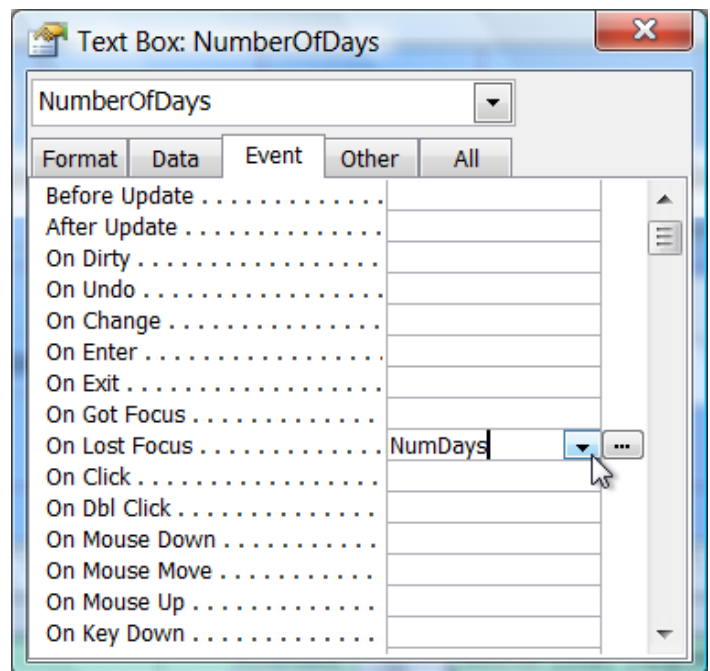 Text Box: NumberOfDays
NumberOfDays
Format Data Event Other All
Before Update . . . . . . . . . . . . . .
After Update . . . . . . . . . . . . . . .
On Dirty . . . . . . . . . . . . . . . . . .
On Undo . . . . . . . . . . . . . . . . . .
On Change . . . . . . . . . . . . . . . .
On Enter . . . . . . . . . . . . . . . . . .
On Exit . . . . . . . . . . . . . . . . . . .
On Got Focus . . . . . . . . . . . . . .
On Lost Focus . . . . . . . . . . . . . . NumDays ...
On Click . . . . . . . . . . . . . . . . . .
On Dbl Click . . . . . . . . . . . . . . .
On Mouse Down . . . . . . . . . . . .
On Mouse Move . . . . . . . . . . . .
On Mouse Up . . . . . . . . . . . . . .
On Key Down . . . . . . . . . . . . . .